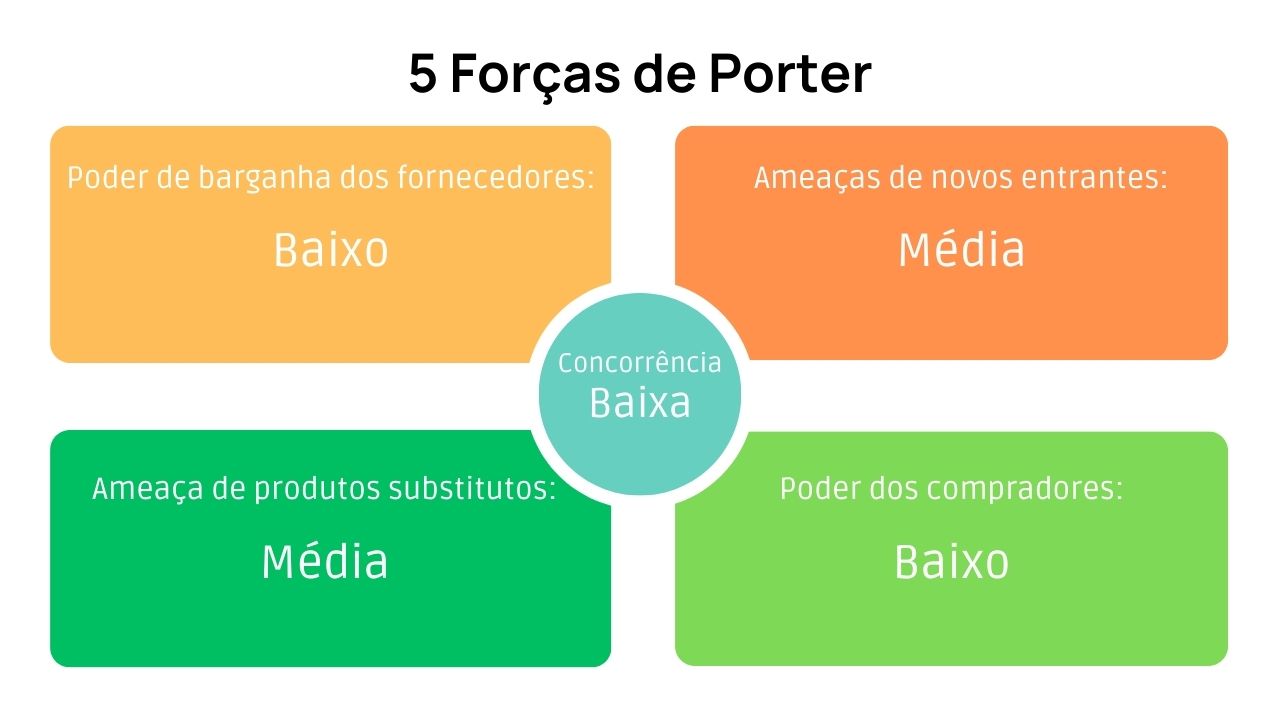 5 Forças de Porter
Poder de barganha dos fornecedores:
Baixo
Ameaças de novos entrantes:
Média
Concorrência
Baixa
Ameaça de produtos substitutos:
Média
Poder dos compradores:
Baixo